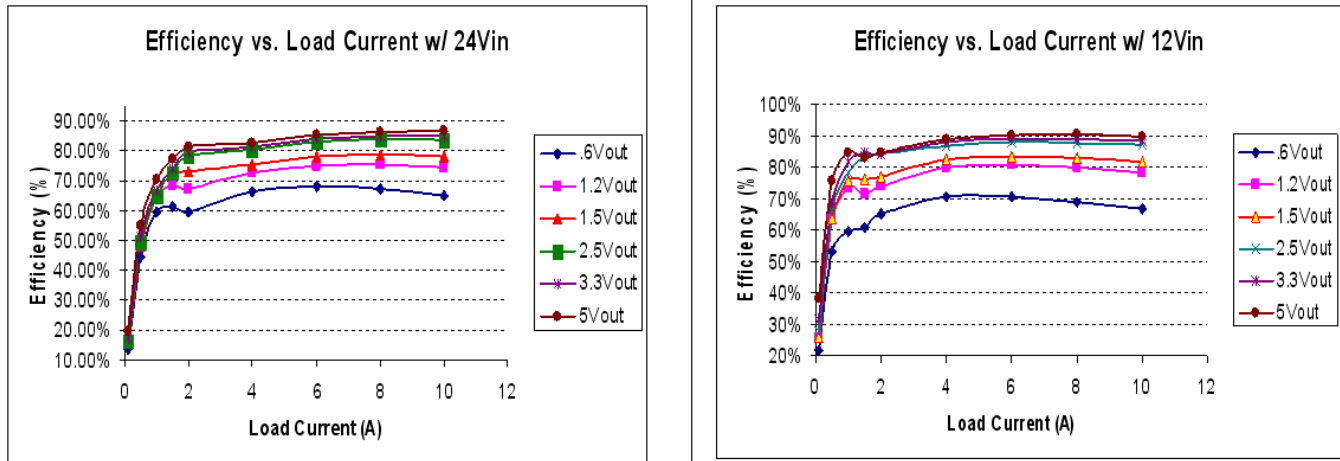 Efficiency vs. Load Current w/ 24Vin
Efficiency (%)
90.00%
80.00%
70.00%
60.00%
50.00%
40.00%
30.00%
20.00%
10.00%
0
2
4
6
8
10
12
Load Current (A)
.6Vout
1.2Vout
1.5Vout
2.5Vout
3.3Vout
5Vout
Efficiency vs. Load Current w/ 12Vin
Efficiency (%)
100%
90%
80%
70%
60%
50%
40%
30%
20%
0
2
4
6
8
10
12
Load Current (A)
.6Vout
1.2Vout
1.5Vout
2.5Vout
3.3Vout
5Vout